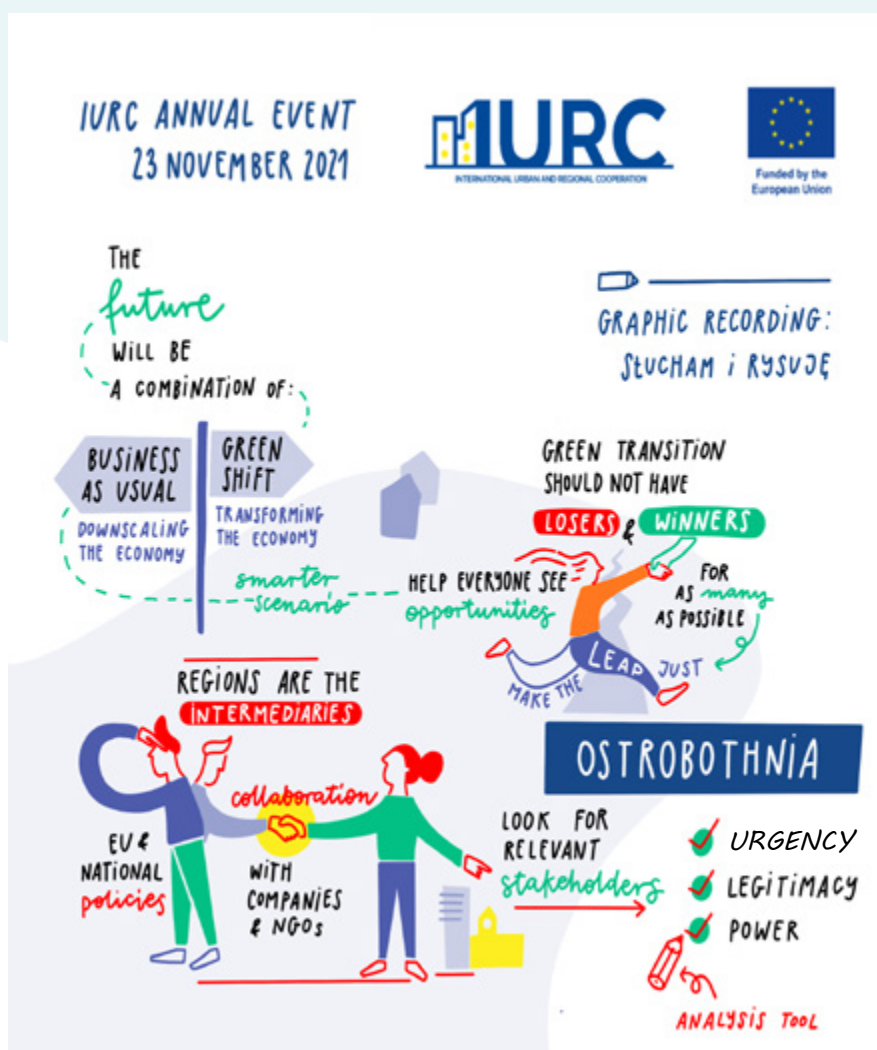 IURC ANNUAL EVENT
23 NOVEMBER 2021
IURC
INTERNATIONAL URBAN AND REGIONAL COOPERATION
Funded by the
European Union
GRAPHIC RECORDING:
SŁUCHAM i RYSUJĘ
THE
future
WILL BE
A COMBINATION OF:
BUSINESS
AS USUAL
DOWNSCALING
THE ECONOMY
GREEN
SHIFT
TRANSFORMING
THE ECONOMY
smarter
scenario
HELP EVERYONE SEE
opportunities
GREEN TRANSITION
SHOULD NOT HAVE
LOSERS & WINNERS
FOR
AS many
AS POSSIBLE
JUST
MAKE THE LEAP
REGIONS ARE THE
INTERMEDIARIES
collaboration
EU &
NATIONAL
policies
WITH
COMPANIES
& NGOs
OSTROBOTHNIA
LOOK FOR
RELEVANT
stakeholders
URGENCY
LEGITIMACY
POWER
ANALYSIS TOOL